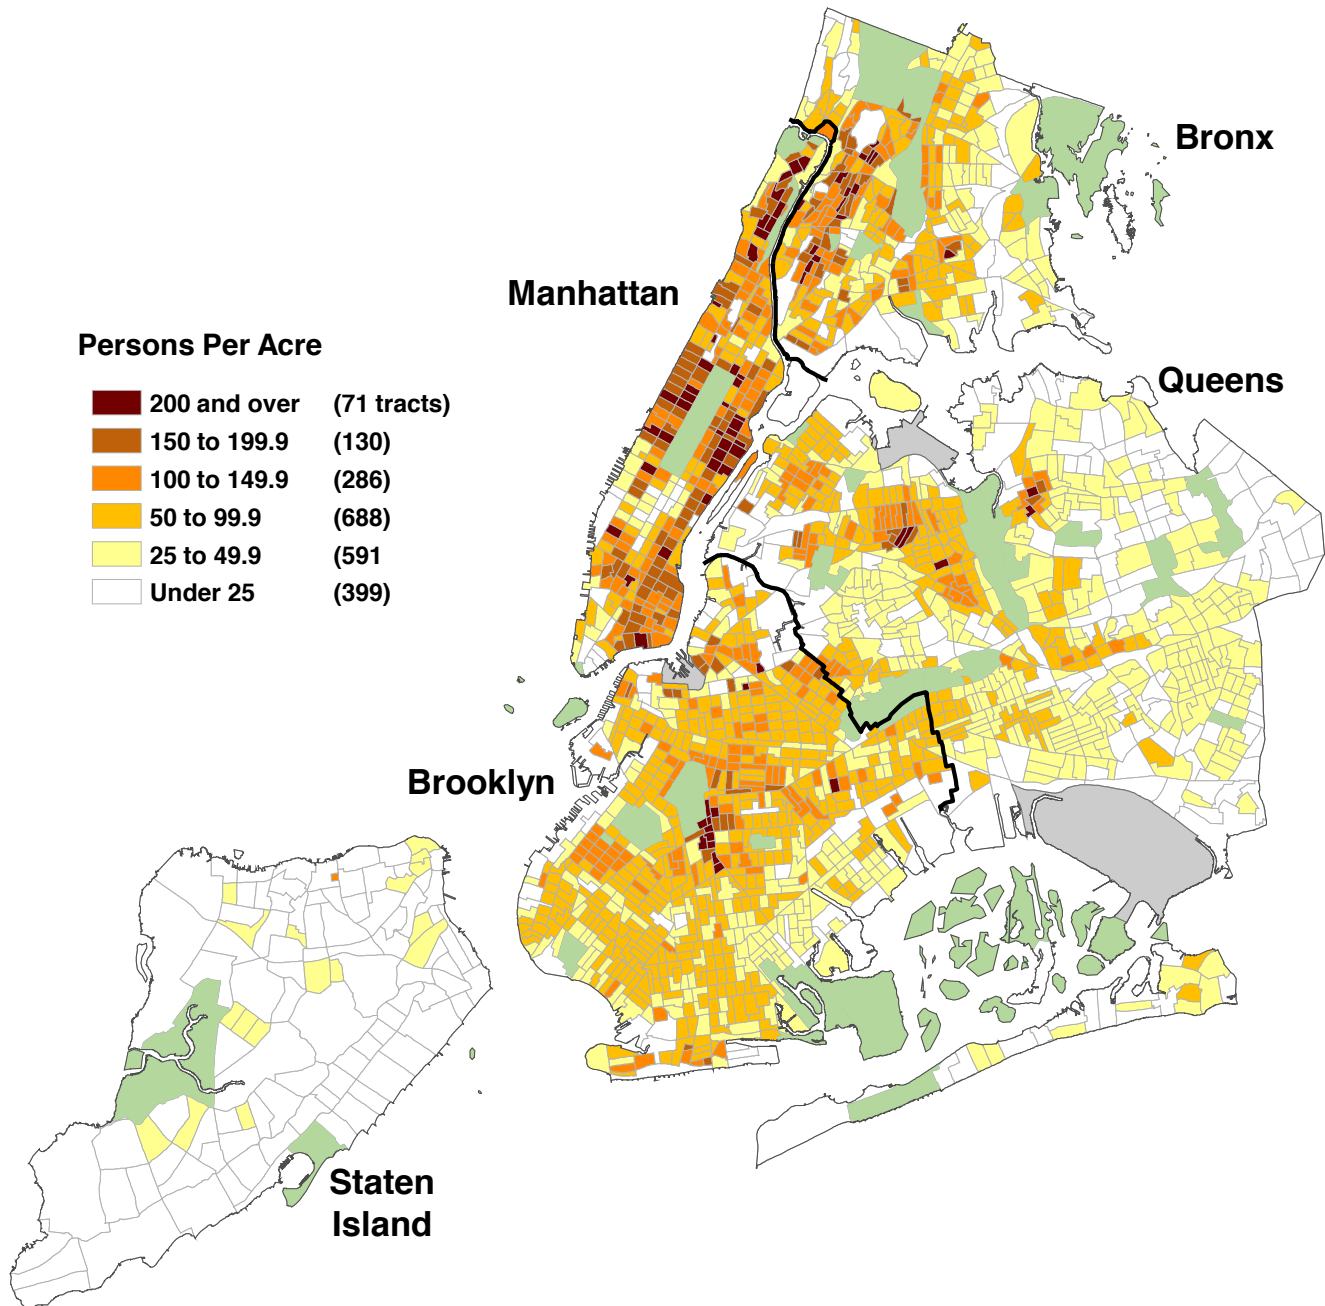 Bronx
Manhattan
Persons Per Acre
Queens
200 and over (71 tracts)
150 to 199.9 (130)
100 to 149.9 (286)
50 to 99.9 (688)
25 to 49.9 (591
Under 25 (399)
Brooklyn
Staten
Island